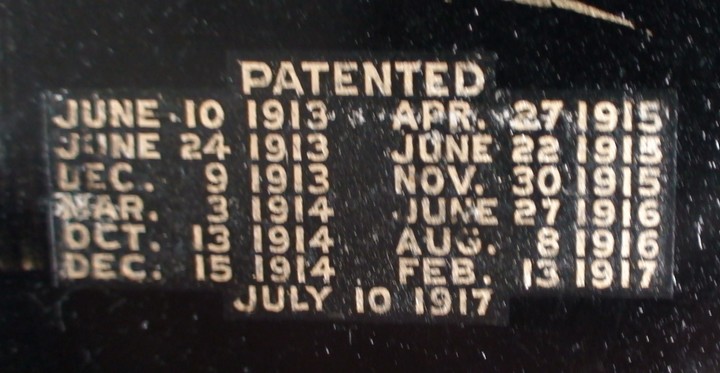 PATENTED
JUNE 10 1913 APR. 27 1915
JUNE 24 1913 JUNE 22 1915
DEC. 9 1913 NOV. 30 1915
MAR. 3 1914 JUNE 27 1916
OCT. 13 1914 AUG. 8 1916
DEC. 15 1914 FEB. 13 1917
JULY 10 1917